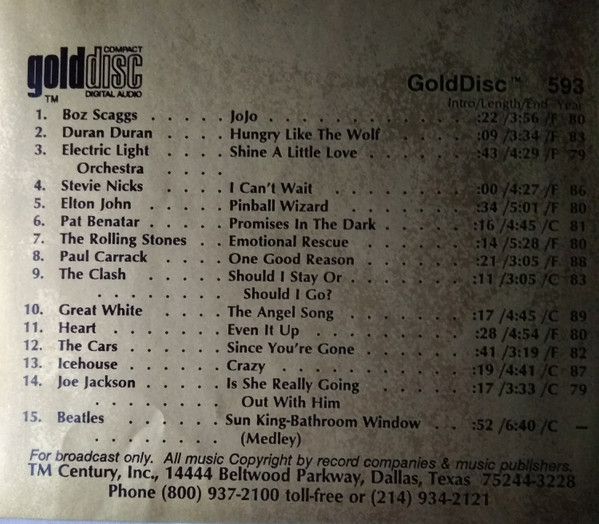 COMPACT
golddisc
DIGITAL AUDIO
TM
GoldDisc™ 593
Intro/Length/End Year
1. Boz Scaggs . . . . . JoJo . . . . . . . . . . . . . . :22 /3:56 /F 80
2. Duran Duran . . . . Hungry Like The Wolf . . . . . . :09 /3:34 /F 83
3. Electric Light . . . . Shine A Little Love . . . . . . . :43 /4:29 /F 79
Orchestra . . . .
4. Stevie Nicks . . . . . I Can't Wait . . . . . . . . . :00 /4:27 /F 86
5. Elton John . . . . . Pinball Wizard . . . . . . . . :34 /5:01 /F 80
6. Pat Benatar . . . . . Promises In The Dark . . . . . :16 /4:45 /C 81
7. The Rolling Stones . . Emotional Rescue . . . . . . . :14 /5:28 /F 80
8. Paul Carrack . . . . One Good Reason . . . . . . . :21 /3:05 /F 88
9. The Clash . . . . . Should I Stay Or . . . . . . . . :11 /3:05 /C 83
. . . . . . . . Should I Go?
10. Great White . . . . The Angel Song . . . . . . . . :17 /4:45 /C 89
11. Heart . . . . . . . Even It Up . . . . . . . . . . :28 /4:54 /F 80
12. The Cars . . . . . . Since You're Gone . . . . . . . :41 /3:19 /F 82
13. Icehouse . . . . . . Crazy . . . . . . . . . . . . :19 /4:41 /C 87
14. Joe Jackson . . . . . Is She Really Going . . . . . . :17 /3:33 /C 79
. . . . . . . . Out With Him
15. Beatles . . . . . . Sun King-Bathroom Window . . :52 /6:40 /C —
. . . . . . . . (Medley)
For broadcast only. All music Copyright by record companies & music publishers.
TM Century, Inc., 14444 Beltwood Parkway, Dallas, Texas 75244-3228
Phone (800) 937-2100 toll-free or (214) 934-2121